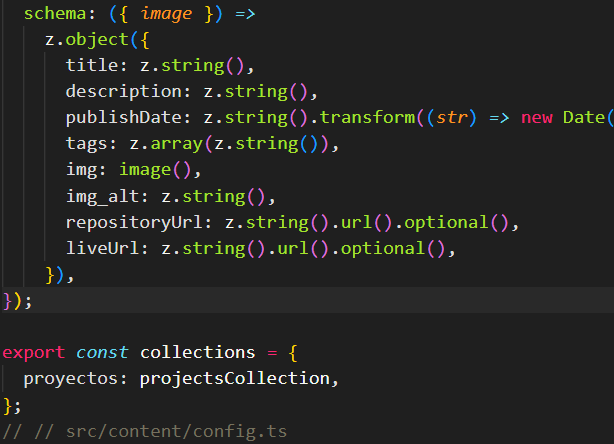 schema: ({ image }) =>
z.object({
title: z.string(),
description: z.string(),
publishDate: z.string().transform((str) => new Date(
tags: z.array(z.string()),
img: image(),
img_alt: z.string(),
repositoryUrl: z.string().url().optional(),
liveUrl: z.string().url().optional(),
}),
});
export const collections = {
proyectos: projectsCollection,
};
// // src/content/config.ts